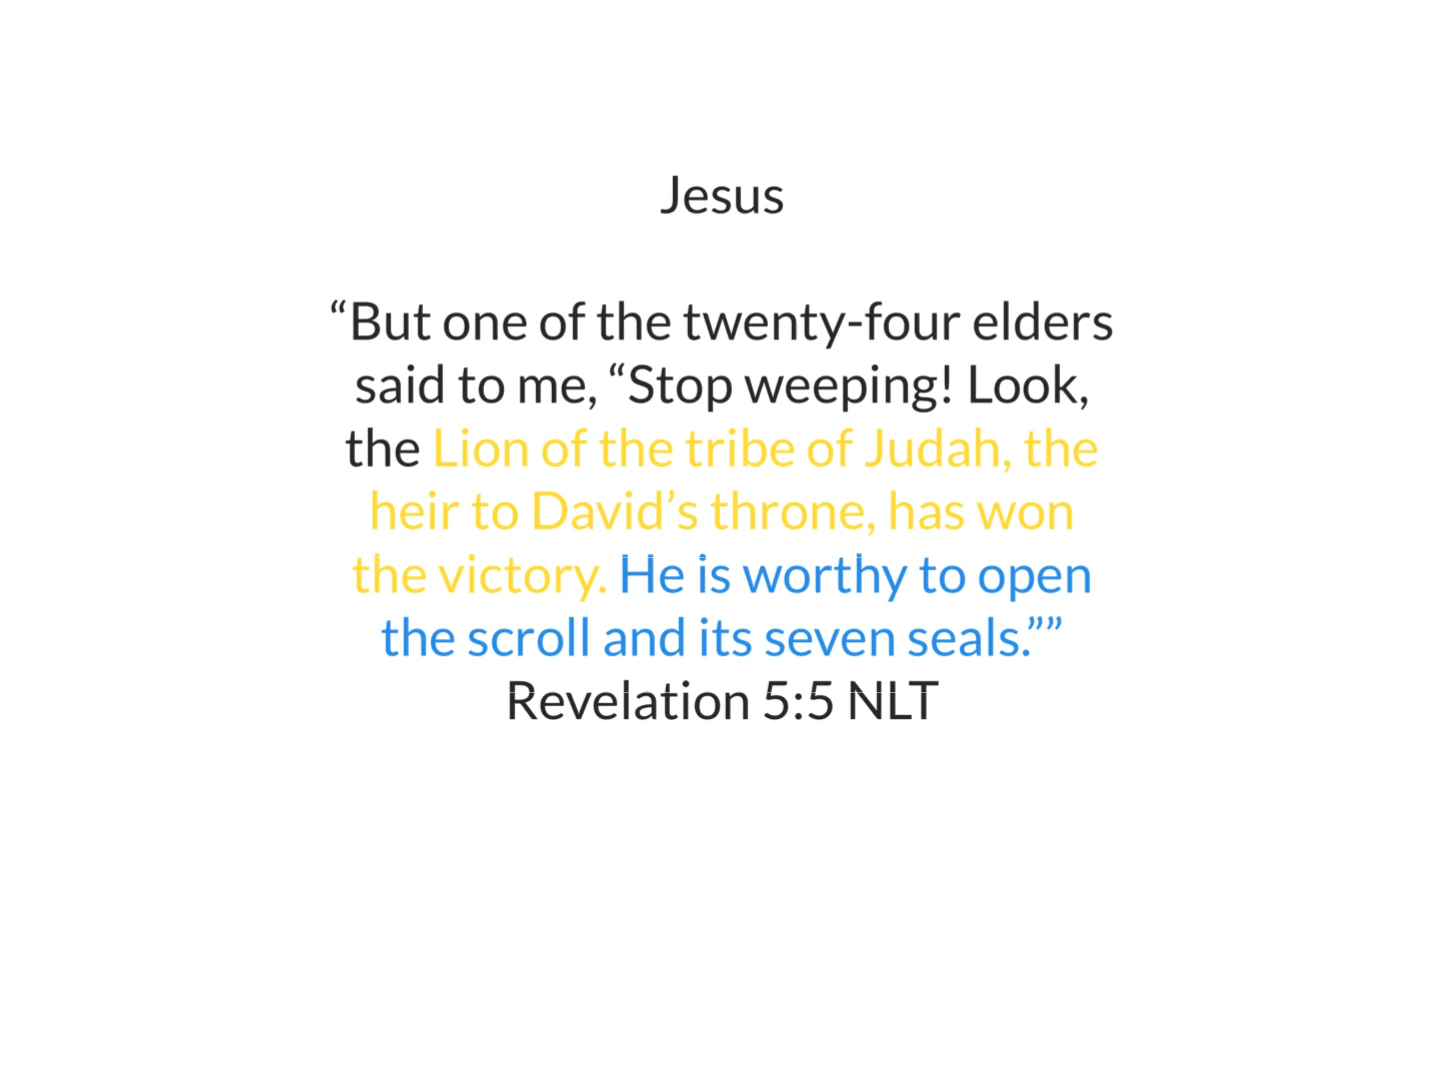 Jesus
“But one of the twenty-four elders
said to me, “Stop weeping! Look,
the Lion of the tribe of Judah, the
heir to David’s throne, has won
the victory. He is worthy to open
the scroll and its seven seals.””
Revelation 5:5 NLT